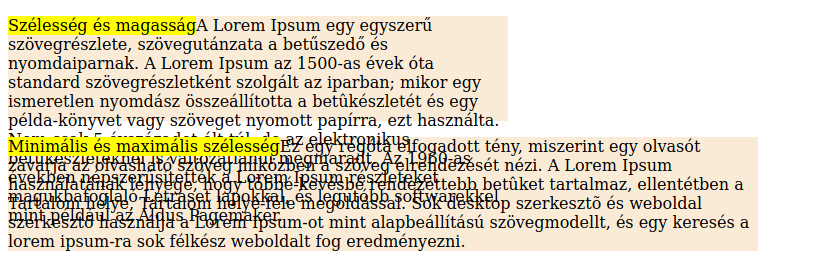 Szélesség és magasságA Lorem Ipsum egy egyszerű
szövegrészlete, szövegutánzata a betűszedő és
nyomdaiparnak. A Lorem Ipsum az 1500-as évek óta
standard szövegrészletként szolgált az iparban; mikor egy
ismeretlen nyomdász összeállította a betûkészletét és egy
példa-könyvet vagy szöveget nyomott papírra, ezt használta.
Nem csak 5 évszázadot élt túl, de az elektronikus
betûkészleteknél is változatlanul megmaradt. Az 1960-as
években népszerűsítették a Lorem Ipsum részleteket
magukbafoglaló Letraset lapokkal, és legutóbb softwarekkel
mint például az Aldus Pagemaker.
Minimális és maximális szélességEz egy régóta elfogadott tény, miszerint egy olvasót
zavarja az olvasható szöveg miközben a szöveg elrendezését nézi. A Lorem Ipsum
használatának lényege, hogy többé-kevésbé rendezettebb betûket tartalmaz, ellentétben a
Tartalom helye, Tartalom helye-féle megoldással. Sok desktop szerkesztõ és weboldal
szerkesztõ használja a Lorem Ipsum-ot mint alapbeállítású szövegmodellt, és egy keresés a
lorem ipsum-ra sok félkész weboldalt fog eredményezni.